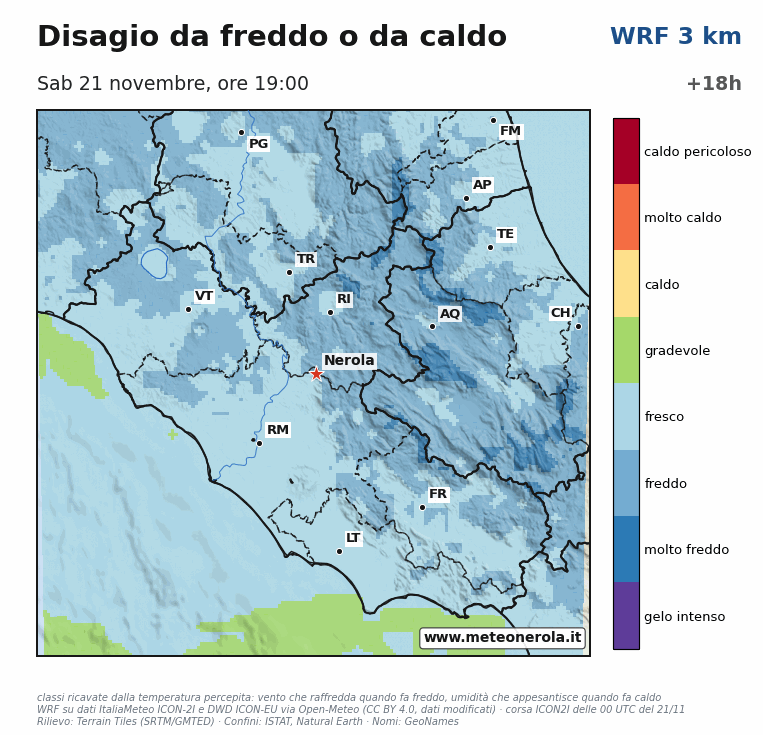 Disagio da freddo o da caldo
WRF 3 km
Sab 21 novembre, ore 19:00
+18h
PG
FM
AP
TE
TR
VT
RI
AQ
CH
Nerola
RM
FR
LT
www.meteonerola.it
caldo pericoloso
molto caldo
caldo
gradevole
fresco
freddo
molto freddo
gelo intenso
classi ricavate dalla temperatura percepita: vento che raffredda quando fa freddo, umidità che appesantisce quando fa caldo
WRF su dati ItaliaMeteo ICON-2I e DWD ICON-EU via Open-Meteo (CC BY 4.0, dati modificati) · corsa ICON2I delle 00 UTC del 21/11
Rilievo: Terrain Tiles (SRTM/GMTED) · Confini: ISTAT, Natural Earth · Nomi: GeoNames